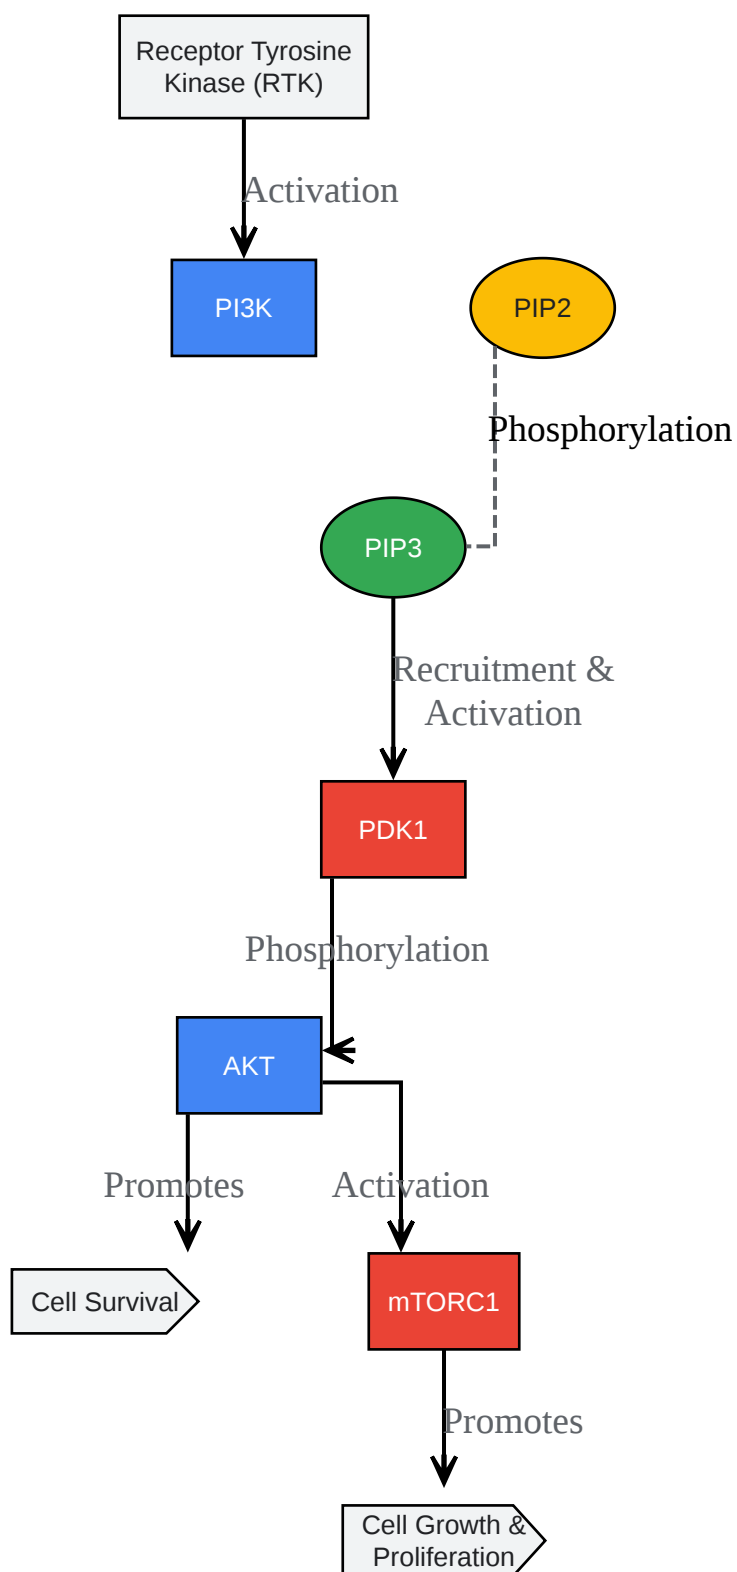 Receptor Tyrosine
Kinase (RTK)
Activation
PI3K
PIP2
Phosphorylation
PIP3
Recruitment &
Activation
PDK1
Phosphorylation
AKT
Promotes
Activation
Cell Survival
mTORC1
Promotes
Cell Growth &
Proliferation